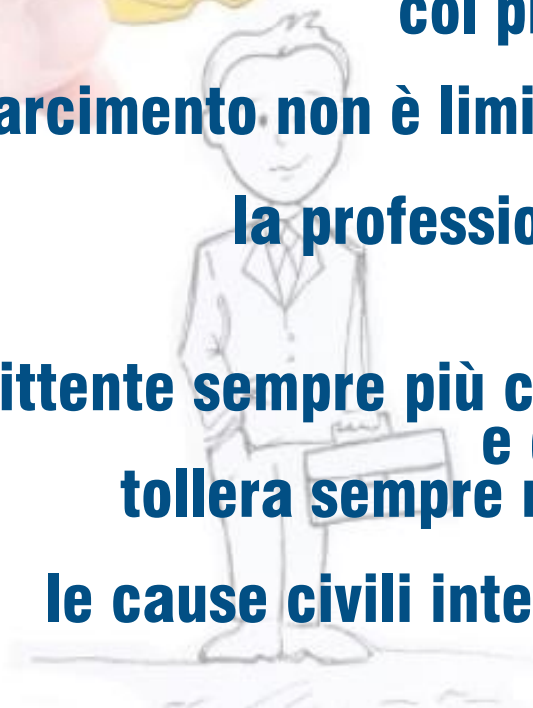 col p
arcimento non è limi
la professio
ittente sempre più c
e
tollera sempre
le cause civili inte